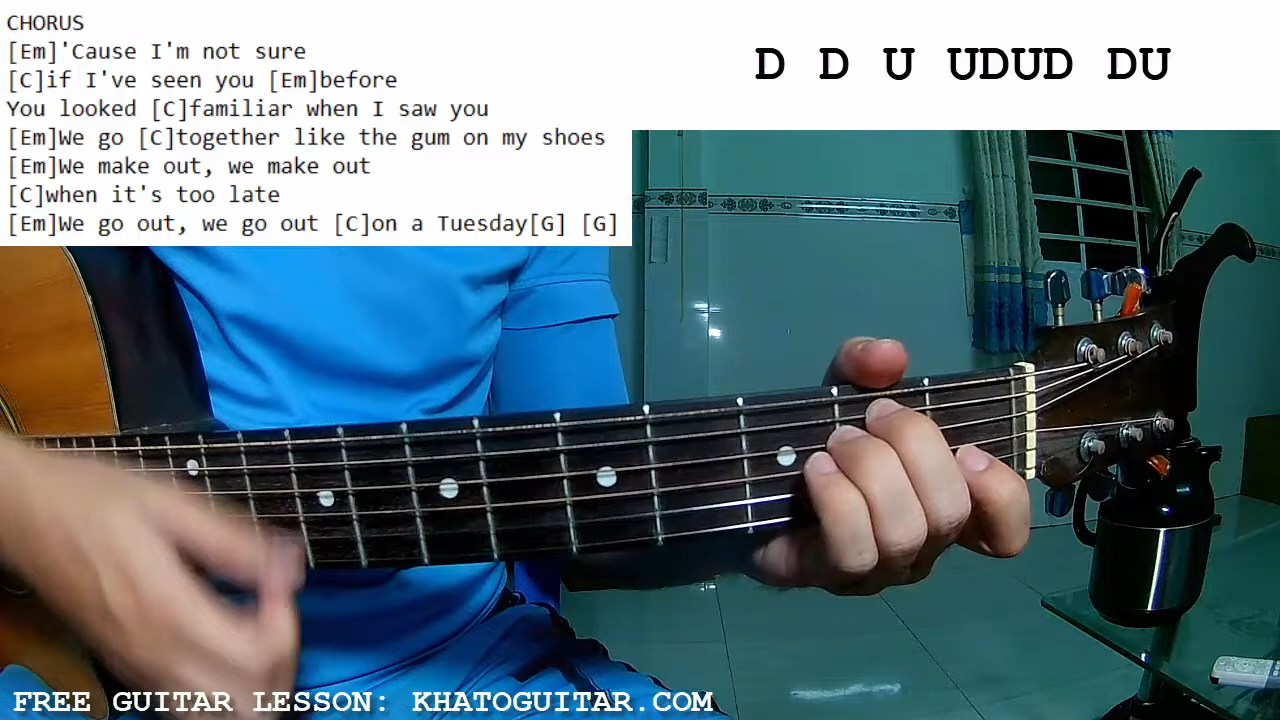 CHORUS
[Em]'Cause I'm not sure
[C]if I've seen you [Em]before
You looked [C]familiar when I saw you
[Em]We go [C]together like the gum on my shoes
[Em]We make out, we make out
[C]when it's too late
[Em]We go out, we go out [C]on a Tuesday[G] [G]
D D U UDUD DU
FREE GUITAR LESSON: KHATOGUITAR.COM